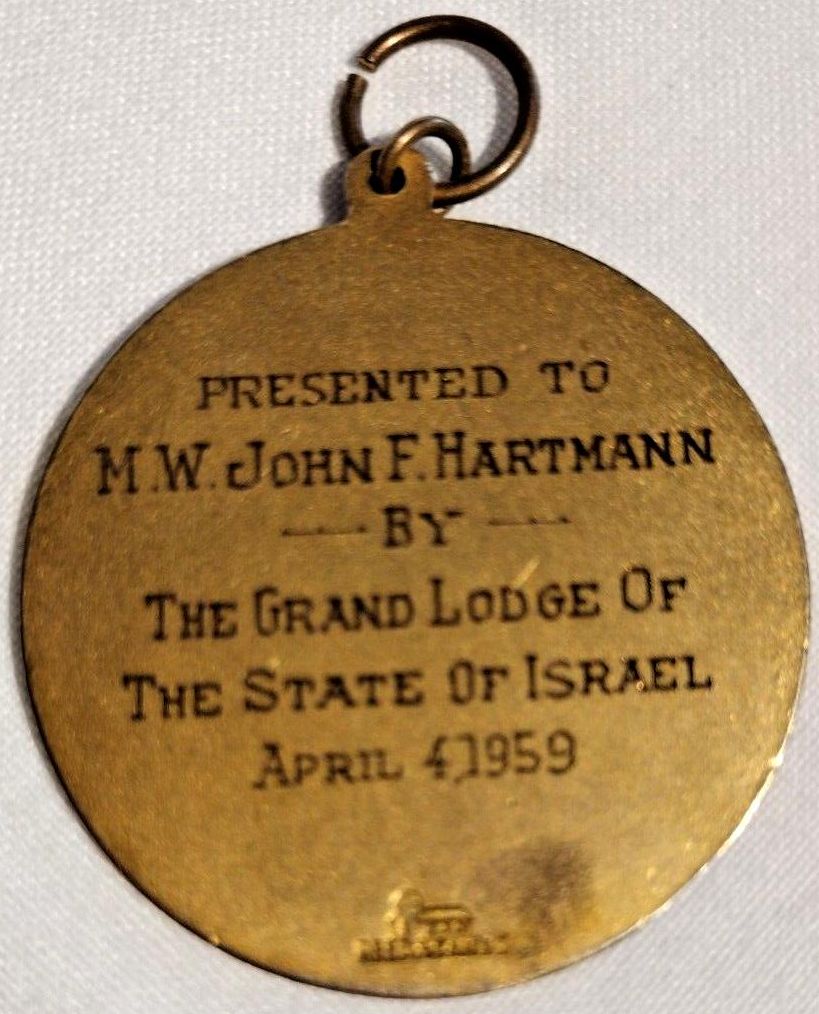 PRESENTED TO
M.W. JOHN F. HARTMANN
— BY —
THE GRAND LODGE OF
THE STATE OF ISRAEL
APRIL 4, 1959